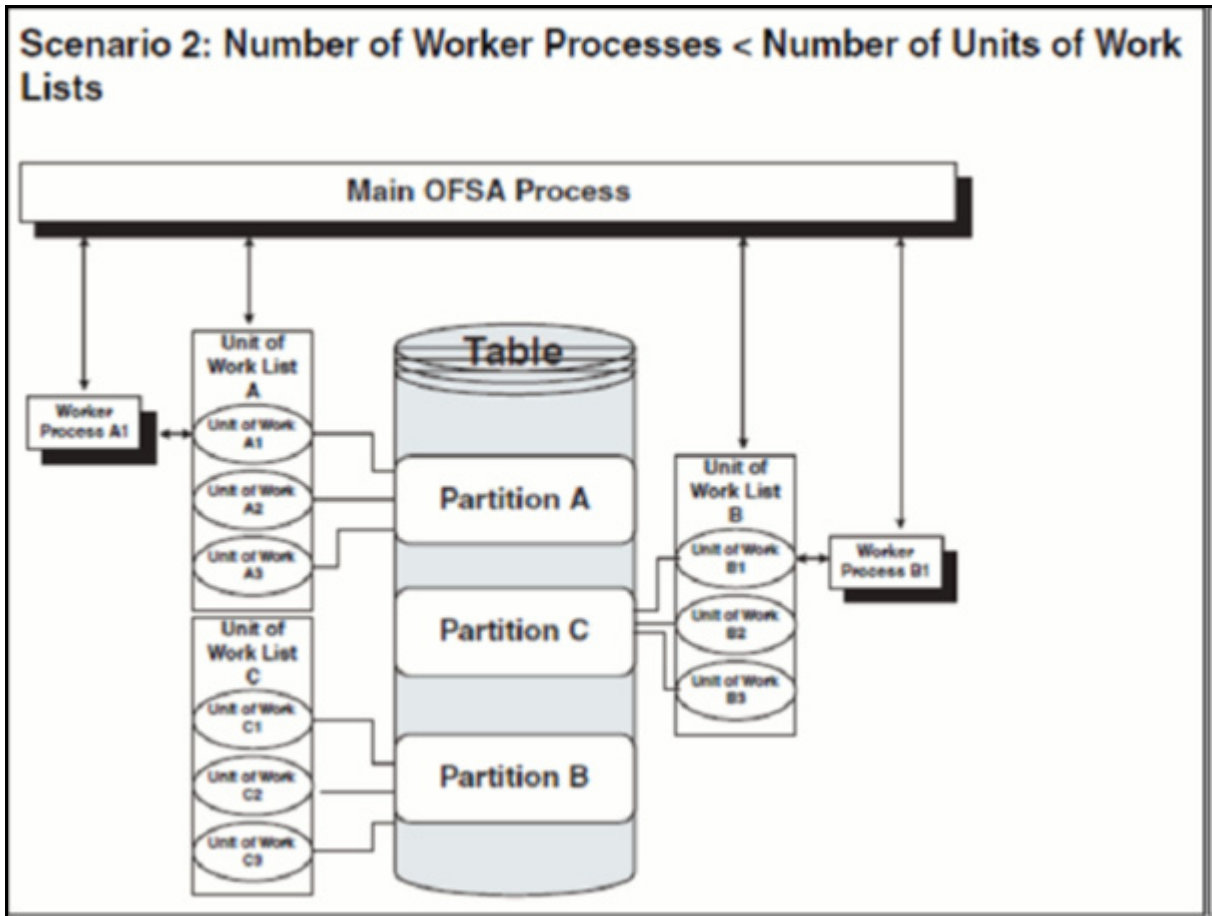 Scenario 2: Number of Worker Processes < Number of Units of Work
Lists
Main OFSA Process
Unit of
Work List
A
Worker
Process A1
Unit of Work
A1
Unit of Work
A2
Unit of Work
A3
Unit of
Work List
C
Unit of Work
C1
Unit of Work
C2
Unit of Work
C3
Table
Partition A
Partition C
Partition B
Unit of
Work List
B
Unit of Work
B1
Unit of Work
B2
Unit of Work
B3
Worker
Process B1